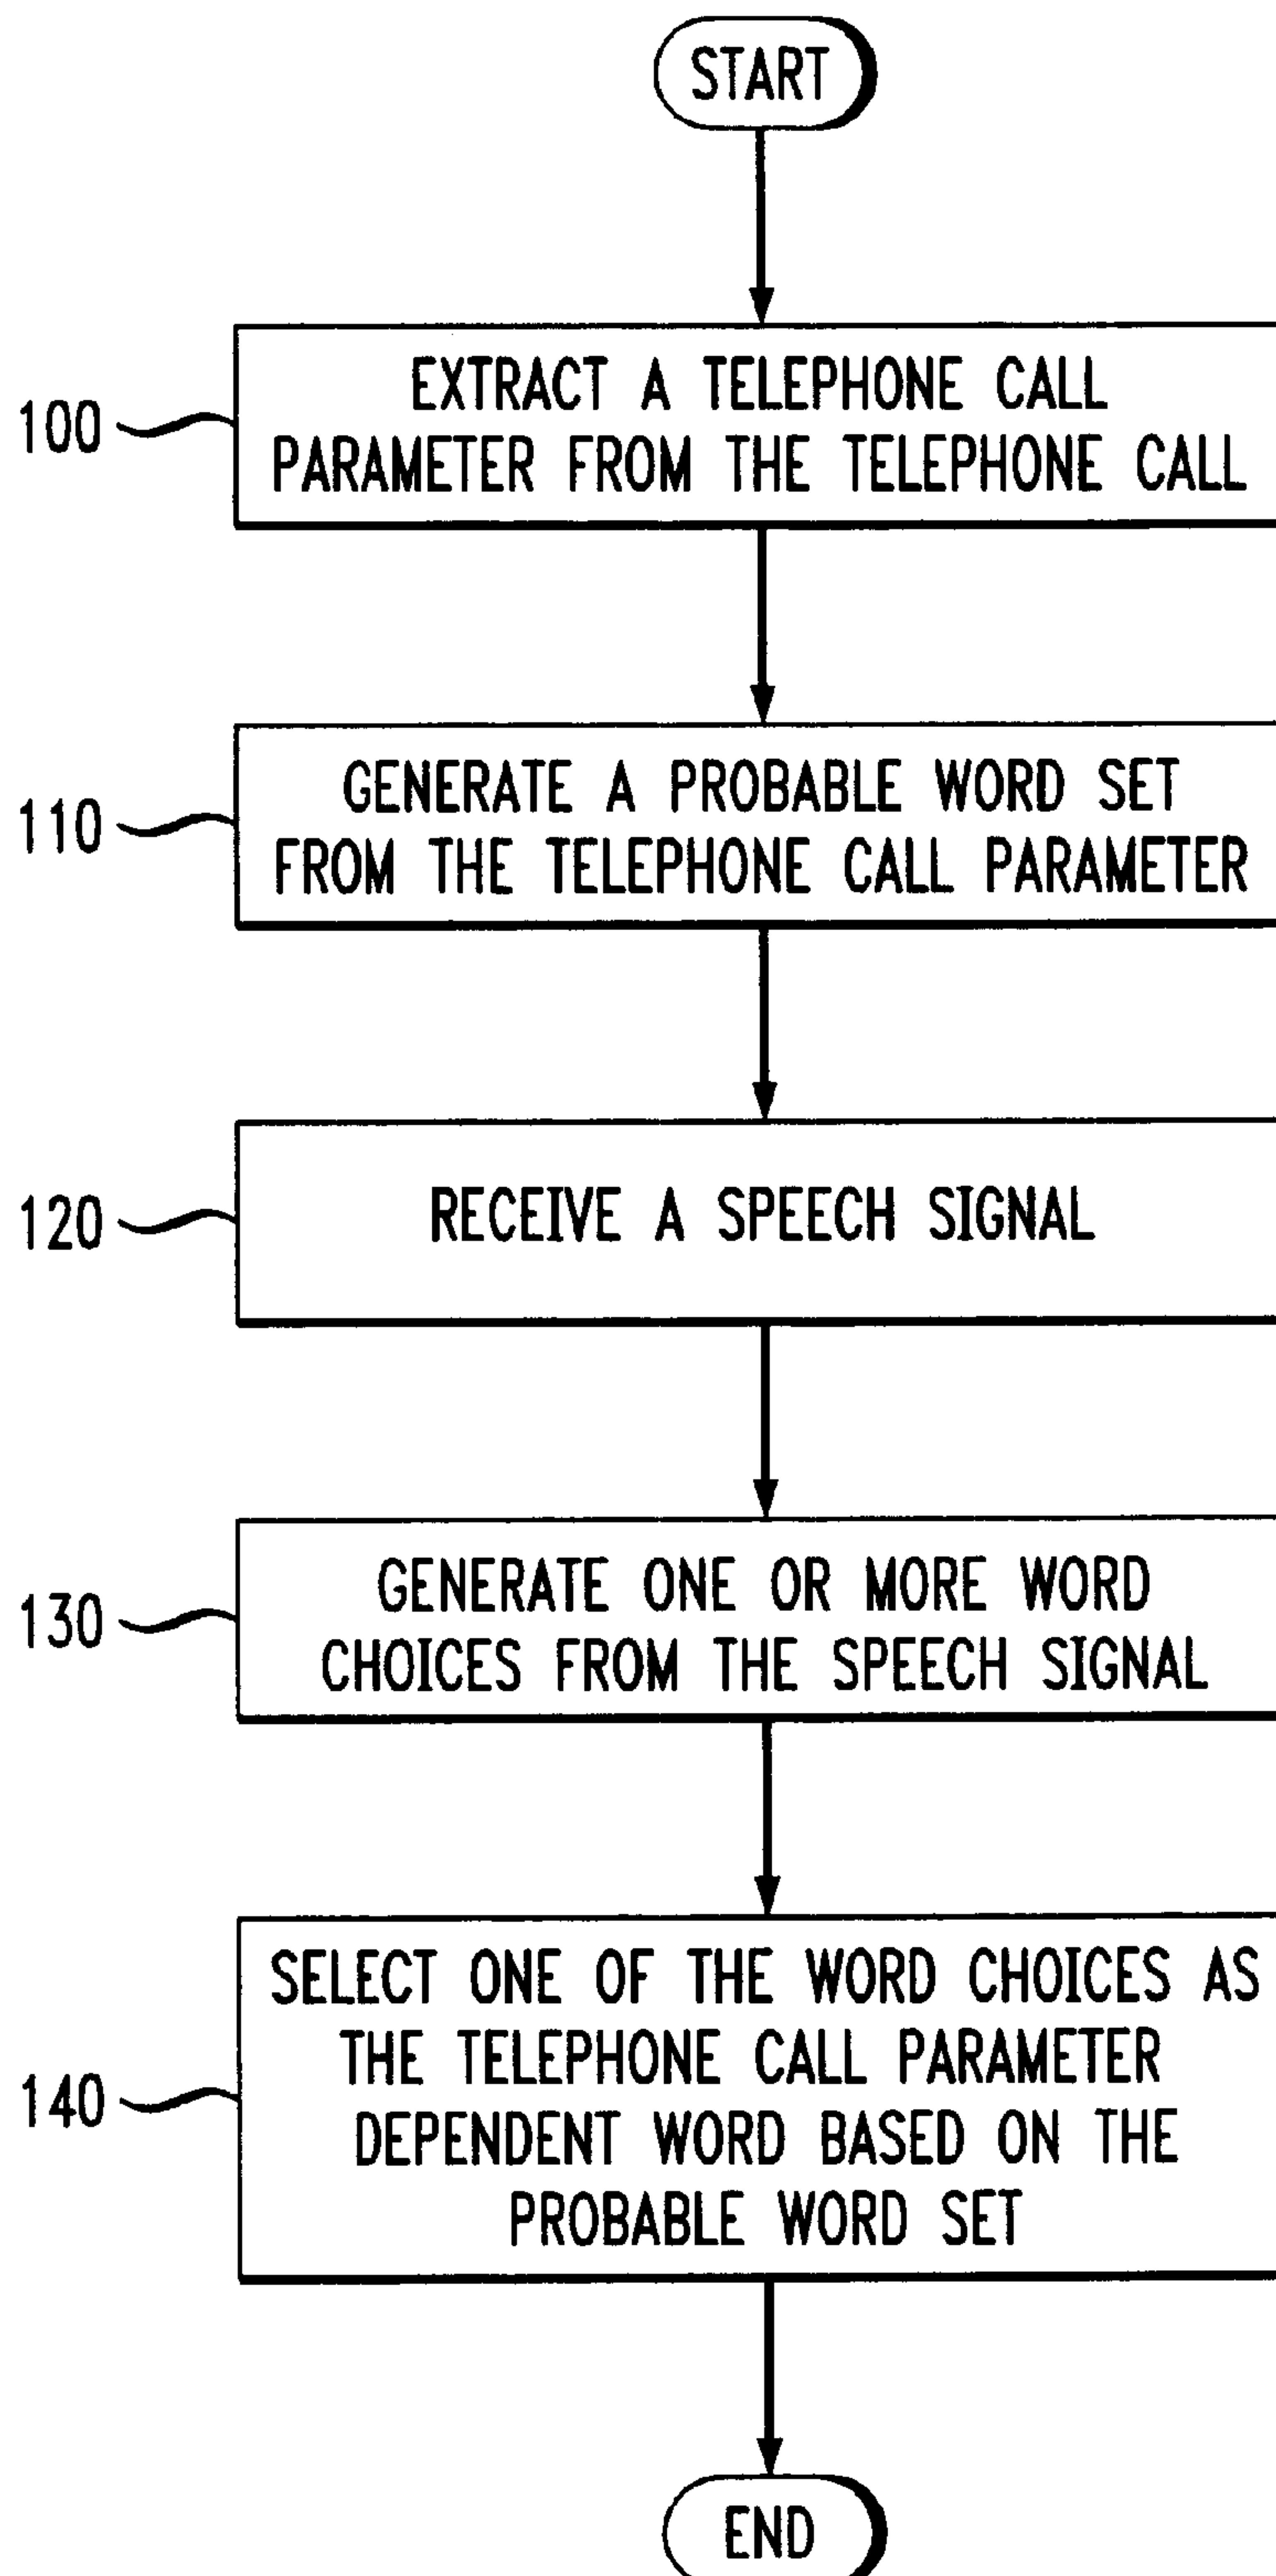 START
100
EXTRACT A TELEPHONE CALL
PARAMETER FROM THE TELEPHONE CALL
110
GENERATE A PROBABLE WORD SET
FROM THE TELEPHONE CALL PARAMETER
120
RECEIVE A SPEECH SIGNAL
130
GENERATE ONE OR MORE WORD
CHOICES FROM THE SPEECH SIGNAL
140
SELECT ONE OF THE WORD CHOICES AS
THE TELEPHONE CALL PARAMETER
DEPENDENT WORD BASED ON THE
PROBABLE WORD SET
END